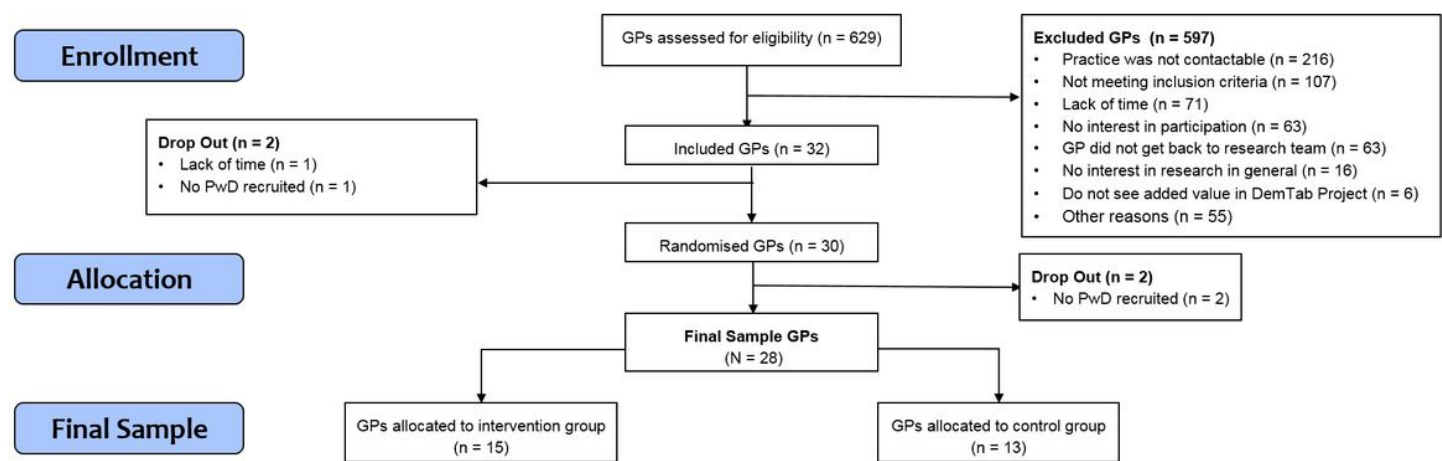 Enrollment
GPs assessed for eligibility (n = 629)
Excluded GPs (n = 597)
• Practice was not contactable (n = 216)
• Not meeting inclusion criteria (n = 107)
• Lack of time (n = 71)
• No interest in participation (n = 63)
• GP did not get back to research team (n = 63)
• No interest in research in general (n = 16)
• Do not see added value in DemTab Project (n = 6)
• Other reasons (n = 55)
Included GPs (n = 32)
Drop Out (n = 2)
• Lack of time (n = 1)
• No PwD recruited (n = 1)
Randomised GPs (n = 30)
Allocation
Drop Out (n = 2)
• No PwD recruited (n = 2)
Final Sample GPs
(N = 28)
Final Sample
GPs allocated to intervention group
(n = 15)
GPs allocated to control group
(n = 13)